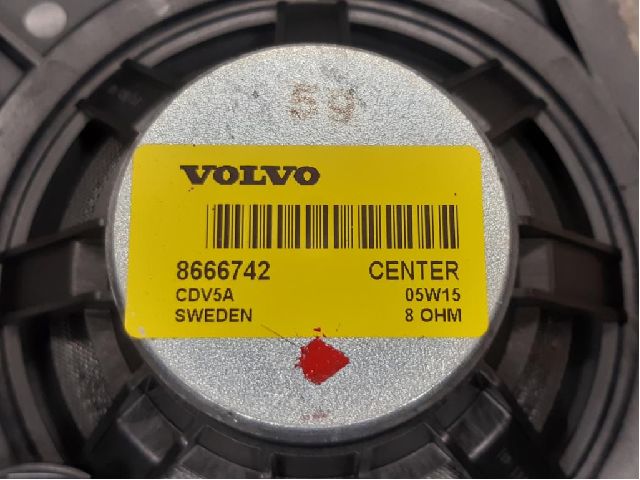 59
VOLVO
8666742 CENTER
CDV5A 05W15
SWEDEN 8 OHM